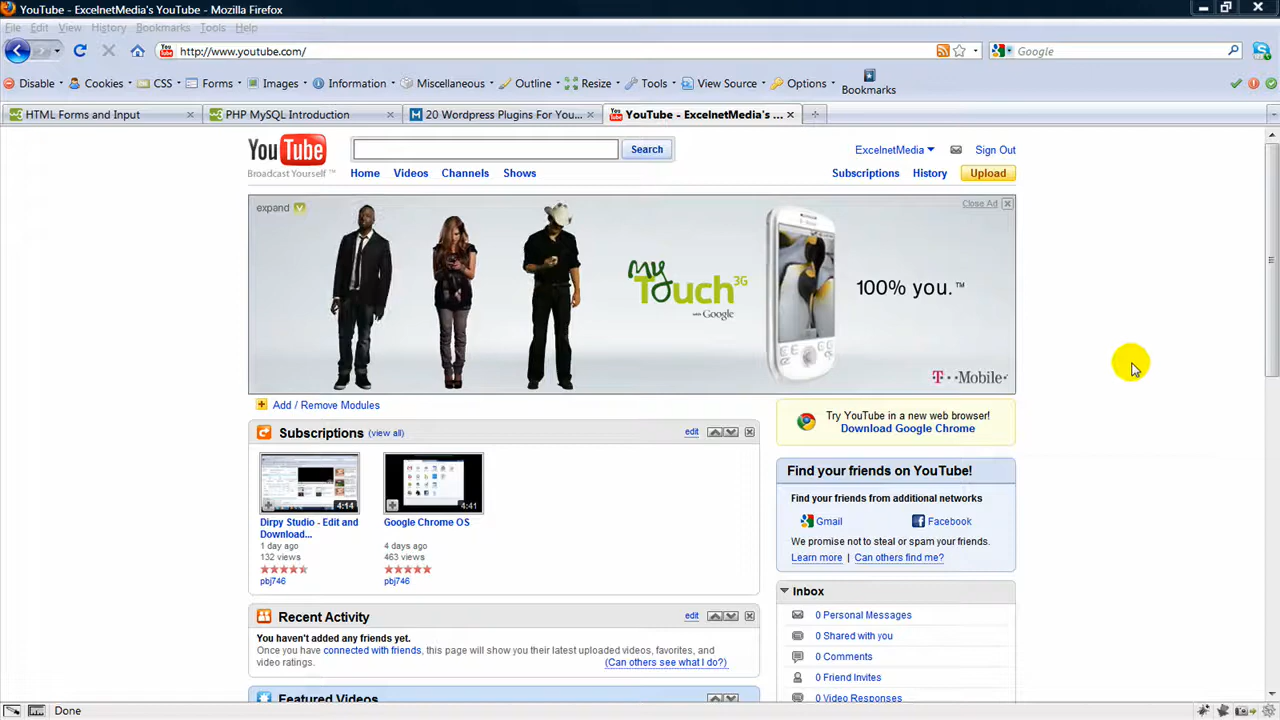 YouTube - ExcelnetMedia's YouTube - Mozilla Firefox
File Edit View History Bookmarks Tools Help
http://www.youtube.com/
Google
Disable Cookies CSS Forms Images Information Miscellaneous Outline Resize Tools View Source Options
Bookmarks
HTML Forms and Input
PHP MySQL Introduction
20 Wordpress Plugins For You...
YouTube - ExcelnetMedia's ...
YouTube
Broadcast Yourself™
Search
ExcelnetMedia
Sign Out
Home Videos Channels Shows
Subscriptions History Upload
expand
Close Ad
my Touch 3G
with Google
100% you.™
T··Mobile·
Add / Remove Modules
Try YouTube in a new web browser!
Download Google Chrome
Subscriptions (view all)
edit
4:14
4:41
Dirpy Studio - Edit and
Download...
1 day ago
132 views
pbj746
Google Chrome OS
4 days ago
463 views
pbj746
Find your friends on YouTube!
Find your friends from additional networks
Gmail Facebook
We promise not to steal or spam your friends.
Learn more | Can others find me?
Inbox
0 Personal Messages
0 Shared with you
0 Comments
0 Friend Invites
0 Video Responses
Recent Activity
edit
You haven't added any friends yet.
Once you have connected with friends, this page will show you their latest uploaded videos, favorites, and
video ratings.
(Can others see what I do?)
Featured Videos
Done